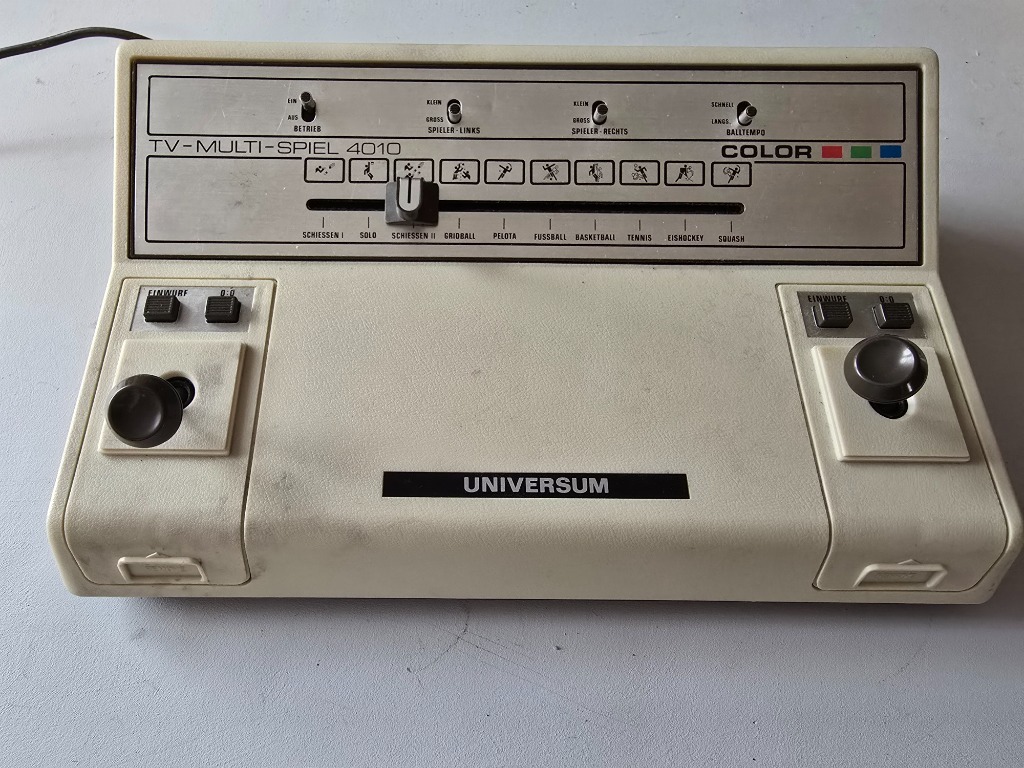 EIN
AUS
BETRIEB
KLEIN
GROSS
SPIELER-LINKS
KLEIN
GROSS
SPIELER-RECHTS
SCHNELL
LANGS.
BALLTEMPO
TV-MULTI-SPIEL 4010
COLOR
SCHIESSEN I SOLO SCHIESSEN II GRIDBALL PELOTA FUSSBALL BASKETBALL TENNIS EISHOCKEY SQUASH
EINWURF 0:0
EINWURF 0:0
UNIVERSUM